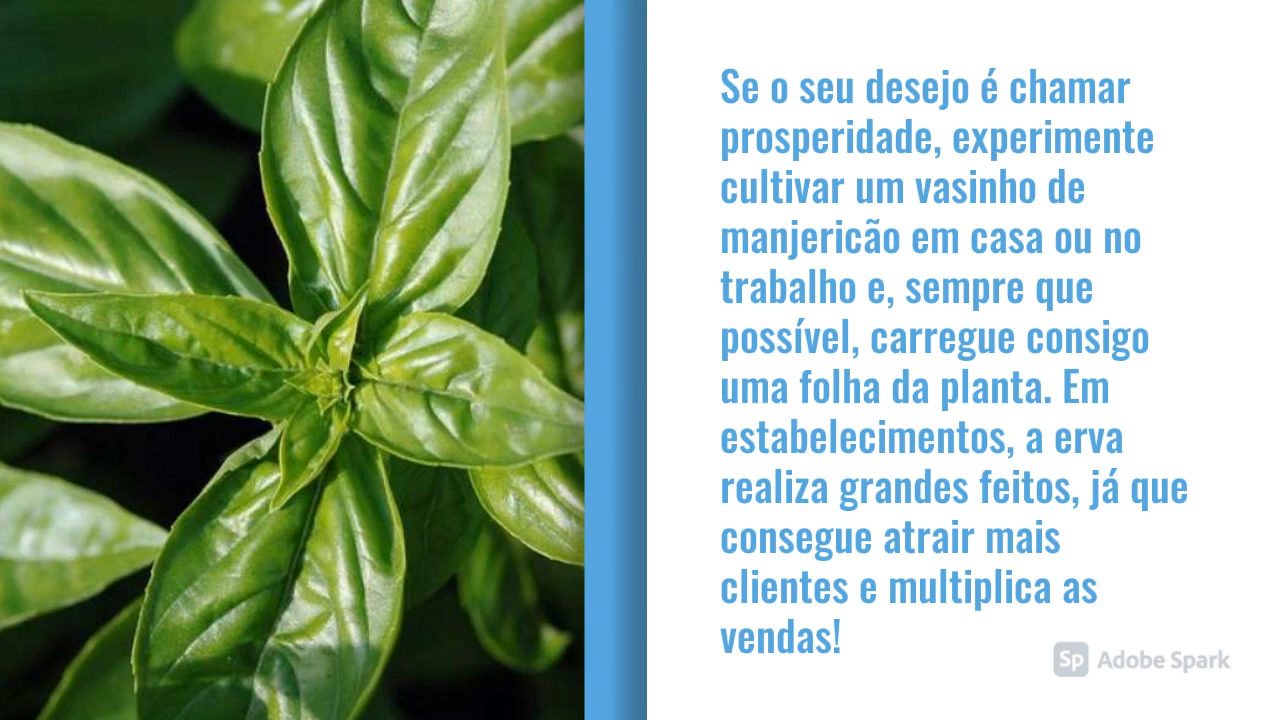 Se o seu desejo é chamar
prosperidade, experimente
cultivar um vasinho de
manjericão em casa ou no
trabalho e, sempre que
possível, carregue consigo
uma folha da planta. Em
estabelecimentos, a erva
realiza grandes feitos, já que
consegue atrair mais
clientes e multiplica as
vendas!
Sp Adobe Spark